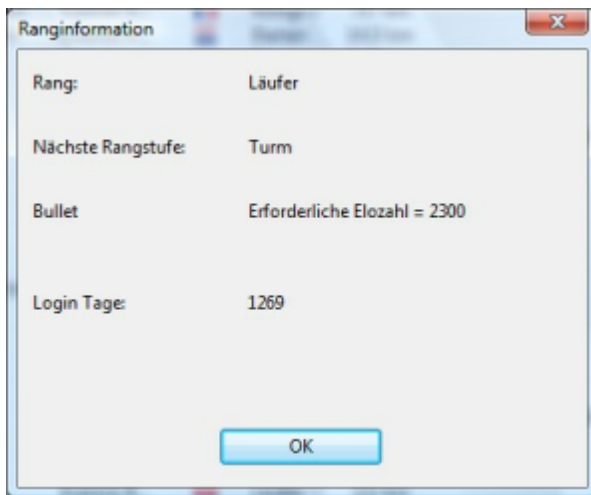 Ranginformation
Rang: Läufer
Nächste Rangstufe: Turm
Bullet Erforderliche Elozahl = 2300
Login Tage: 1269
OK